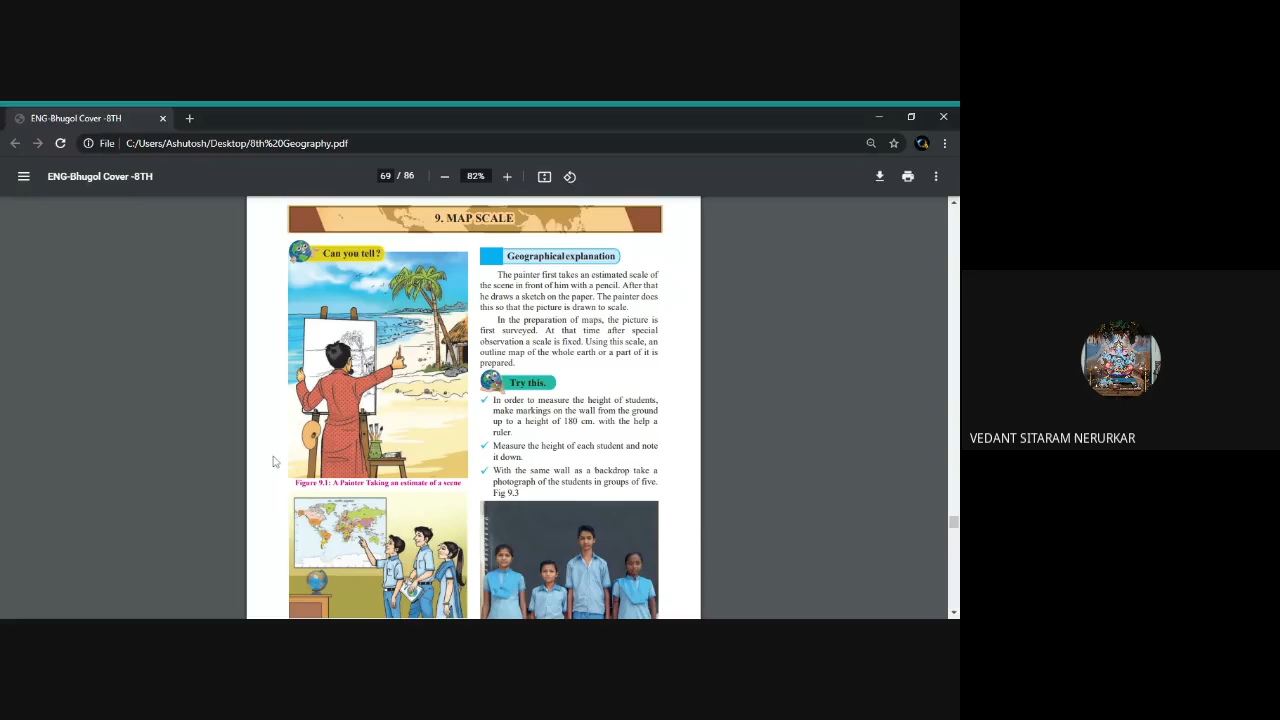 ENG-Bhugol Cover -8TH
File
C:/Users/Ashutosh/Desktop/8th%20Geography.pdf
ENG-Bhugol Cover -8TH
69 / 86
82%
9. MAP SCALE
Can you tell?
Figure 9.1: A Painter Taking an estimate of a scene
Geographical explanation
The painter first takes an estimated scale of
the scene in front of him with a pencil. After that
he draws a sketch on the paper. The painter does
this so that the picture is drawn to scale.
In the preparation of maps, the picture is
first surveyed. At that time after special
observation a scale is fixed. Using this scale, an
outline map of the whole earth or a part of it is
prepared.
Try this.
✓ In order to measure the height of students,
make markings on the wall from the ground
up to a height of 180 cm. with the help a
ruler.
✓ Measure the height of each student and note
it down.
✓ With the same wall as a backdrop take a
photograph of the students in groups of five.
Fig 9.3
VEDANT SITARAM NERURKAR